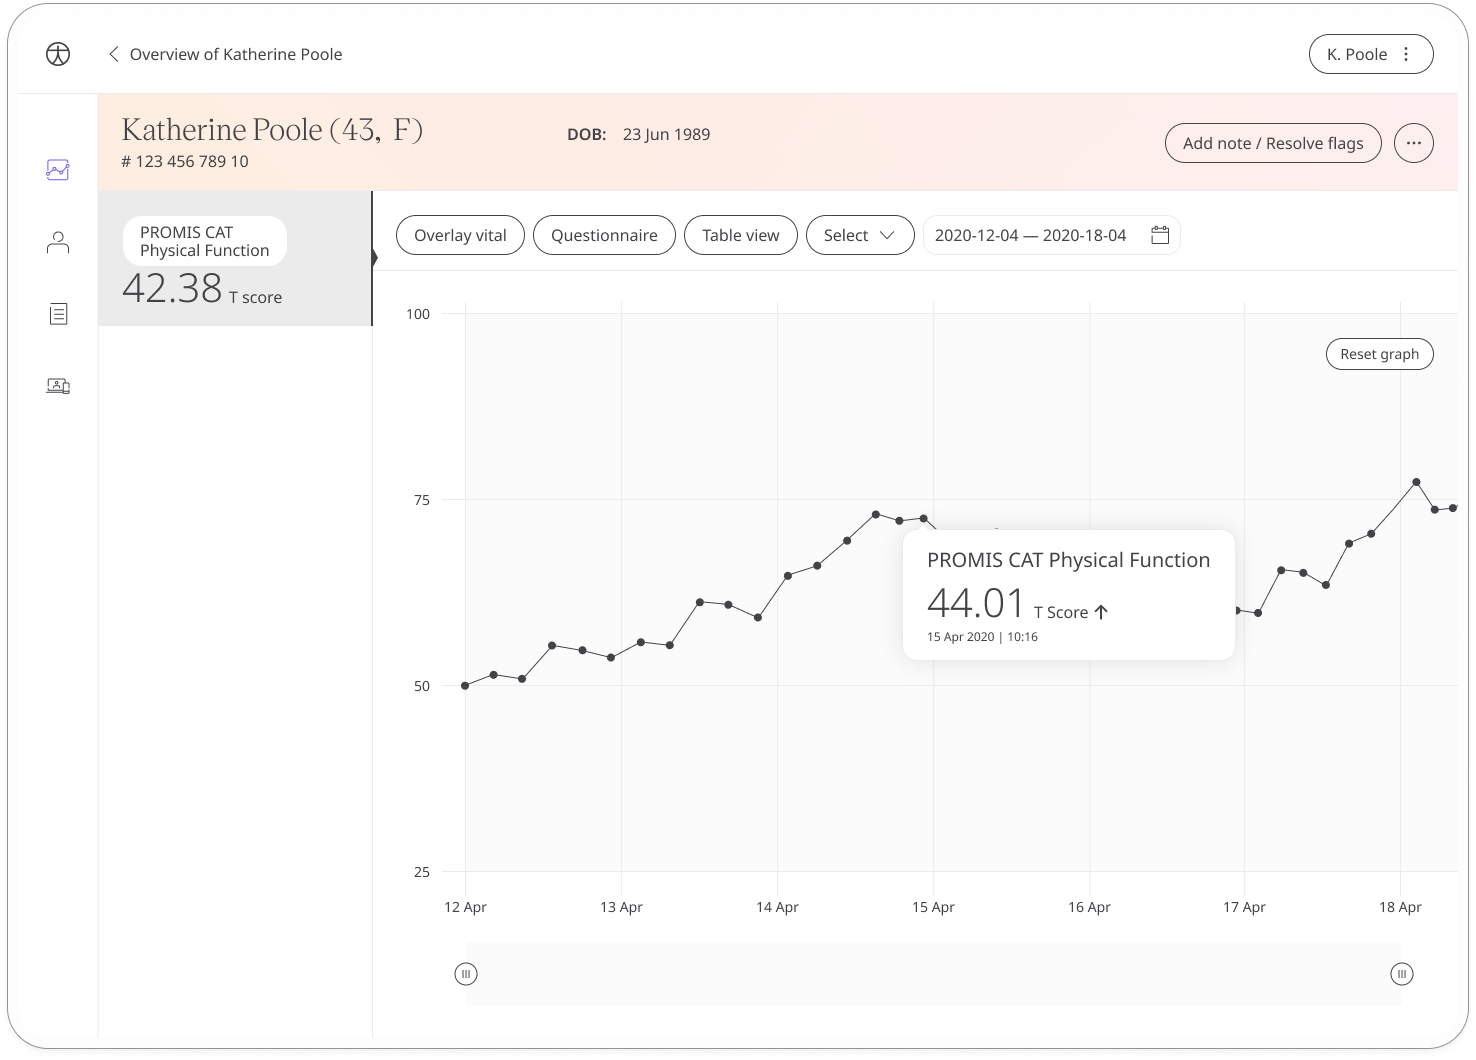 Overview of Katherine Poole
K. Poole
Katherine Poole (43, F)
DOB: 23 Jun 1989
# 123 456 789 10
Add note / Resolve flags
PROMIS CAT
Physical Function
42.38 T score
Overlay vital
Questionnaire
Table view
Select
2020-12-04 — 2020-18-04
100
Reset graph
75
PROMIS CAT Physical Function
44.01 T Score ↑
15 Apr 2020 | 10:16
50
25
12 Apr
13 Apr
14 Apr
15 Apr
16 Apr
17 Apr
18 Apr